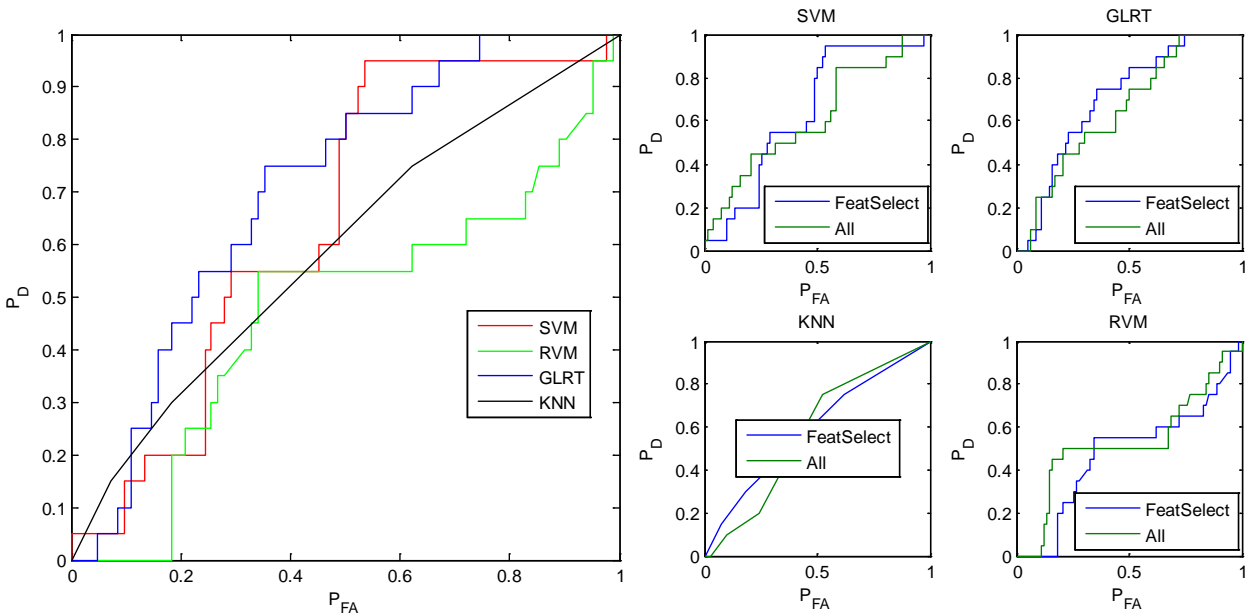 1
0.9
0.8
0.7
0.6
0.5
0.4
0.3
0.2
0.1
0
P_D
0 0.2 0.4 0.6 0.8 1
P_FA
SVM
RVM
GLRT
KNN
SVM
1
0.8
0.6
0.4
0.2
0
P_D
0 0.5 1
P_FA
FeatSelect
All
GLRT
1
0.8
0.6
0.4
0.2
0
P_D
0 0.5 1
P_FA
FeatSelect
All
KNN
1
0.8
0.6
0.4
0.2
0
P_D
0 0.5 1
P_FA
FeatSelect
All
RVM
1
0.8
0.6
0.4
0.2
0
P_D
0 0.5 1
P_FA
FeatSelect
All